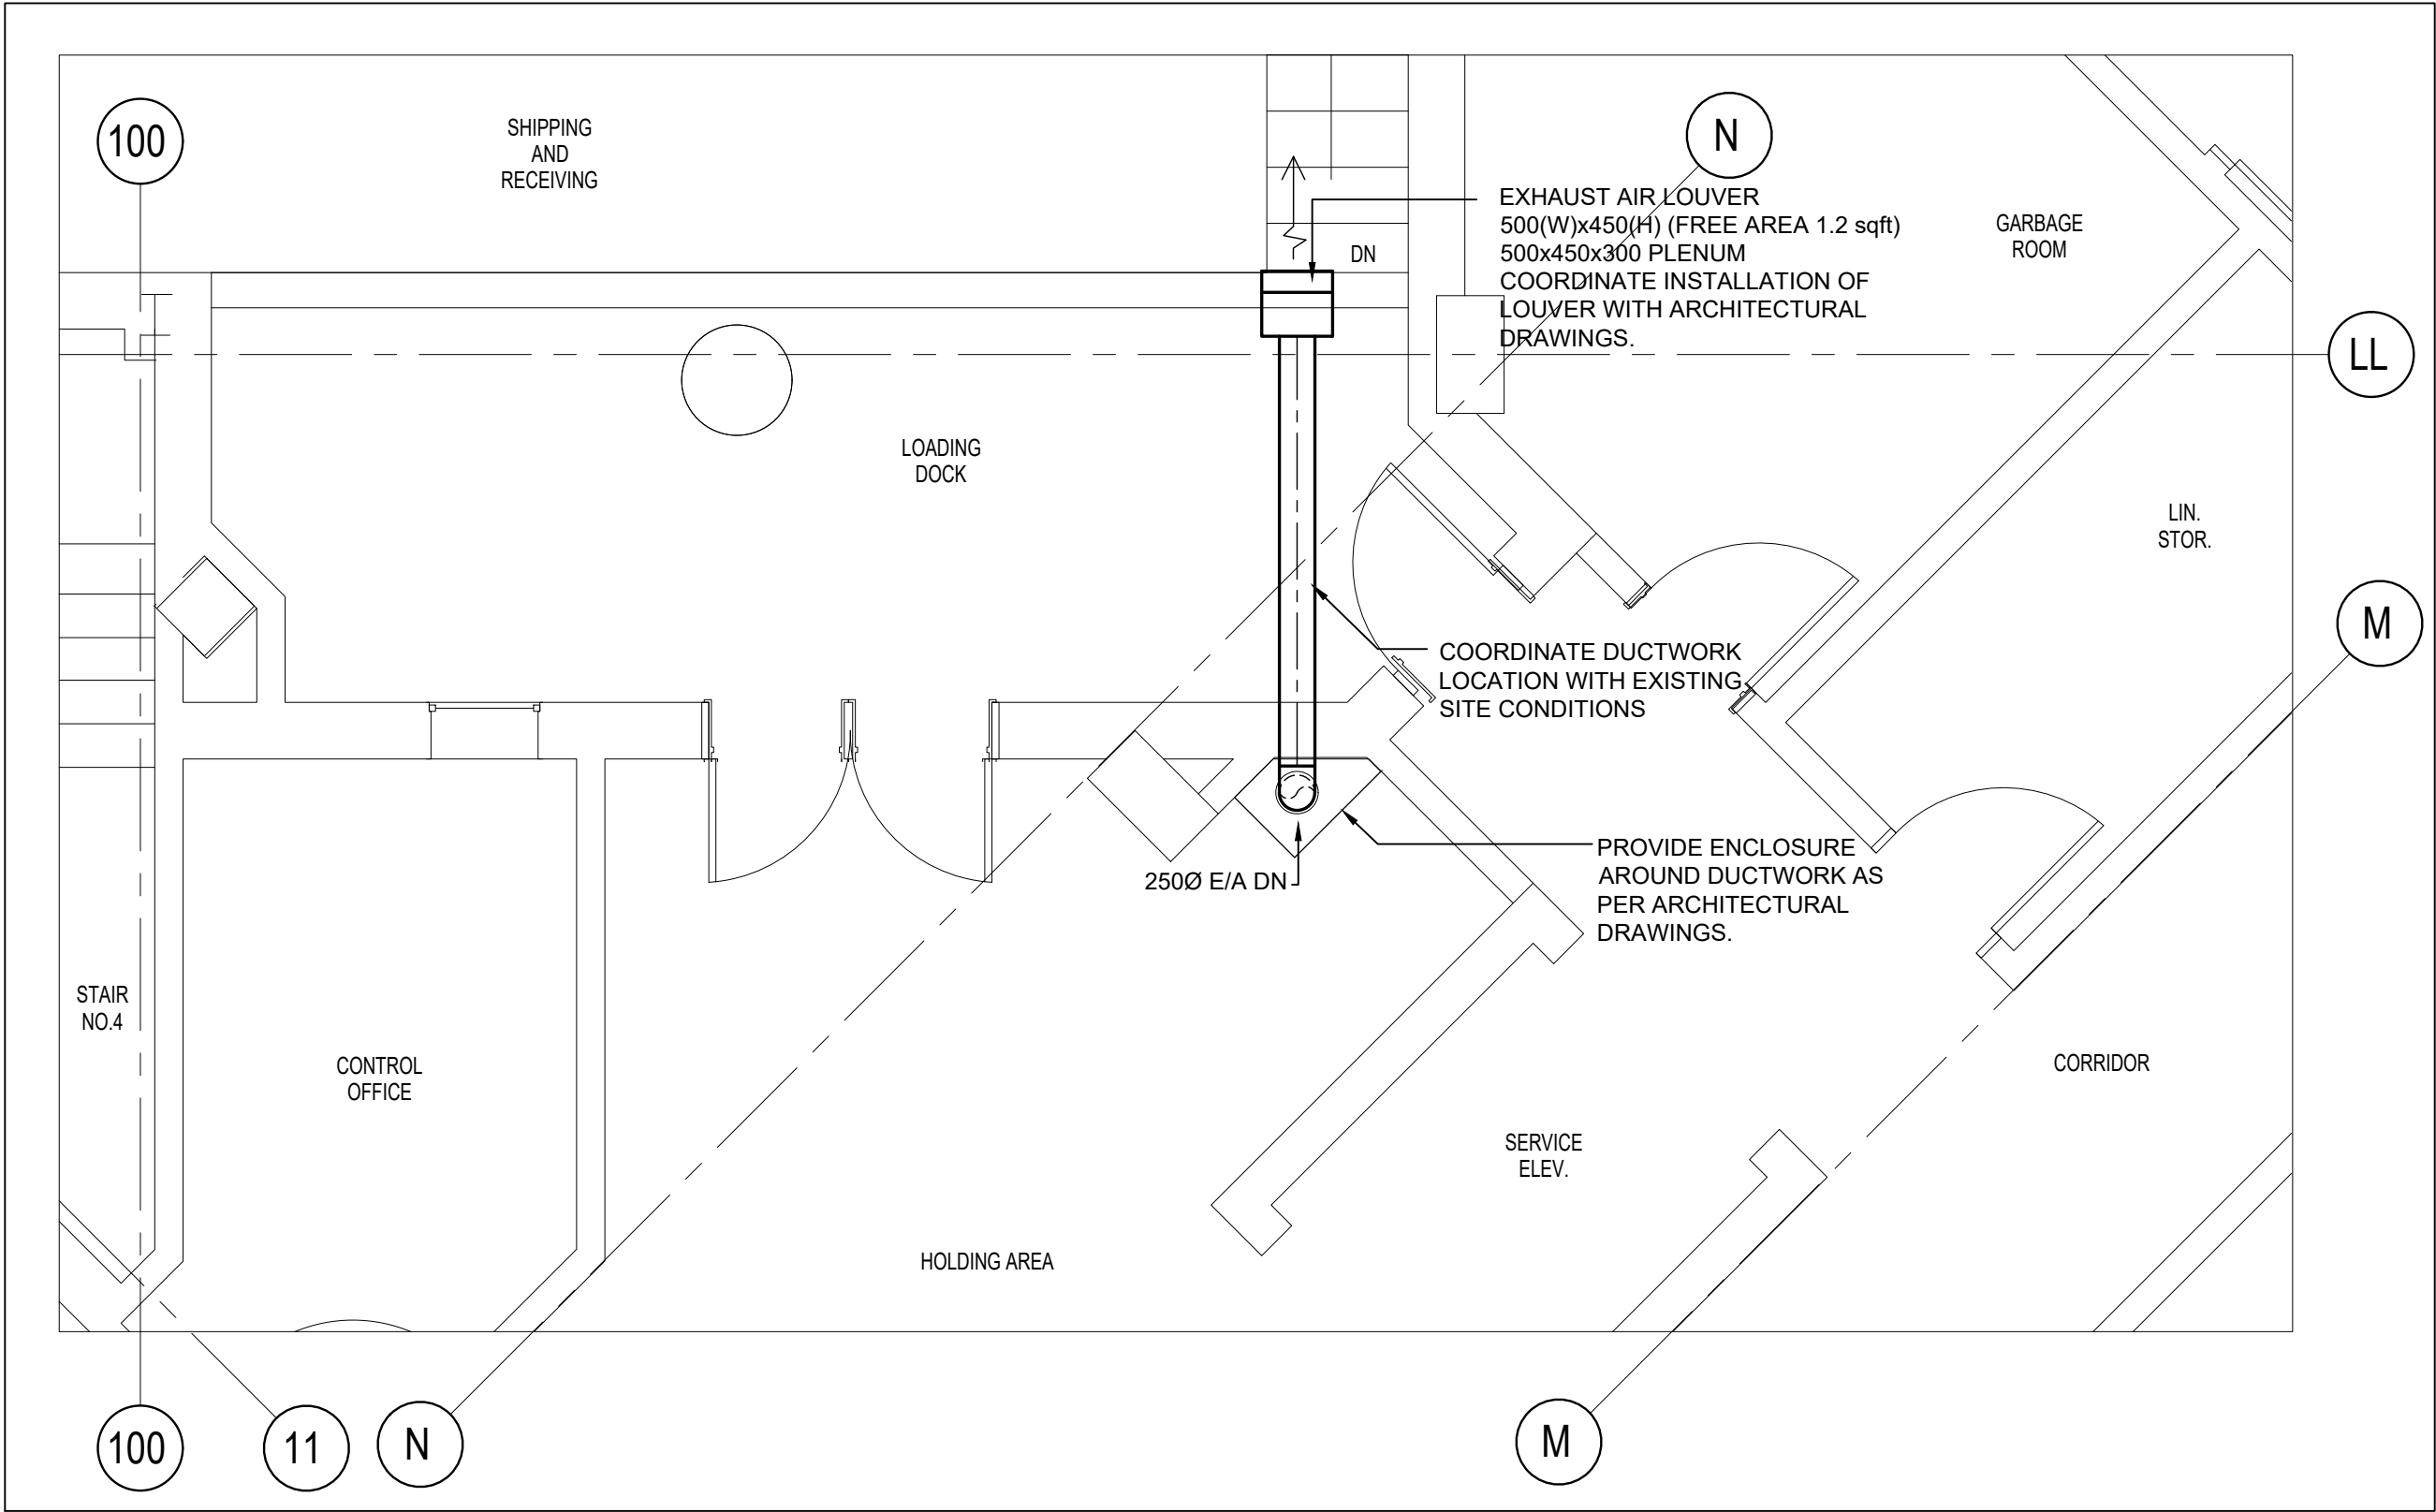 100
SHIPPING
AND
RECEIVING
N
EXHAUST AIR LOUVER
500(W)x450(H) (FREE AREA 1.2 sqft)
500x450x300 PLENUM
COORDINATE INSTALLATION OF
LOUVER WITH ARCHITECTURAL
DRAWINGS.
DN
GARBAGE
ROOM
LL
LOADING
DOCK
LIN.
STOR.
M
COORDINATE DUCTWORK
LOCATION WITH EXISTING
SITE CONDITIONS
PROVIDE ENCLOSURE
AROUND DUCTWORK AS
PER ARCHITECTURAL
DRAWINGS.
250Ø E/A DN
STAIR
NO.4
CONTROL
OFFICE
CORRIDOR
SERVICE
ELEV.
HOLDING AREA
100
11
N
M